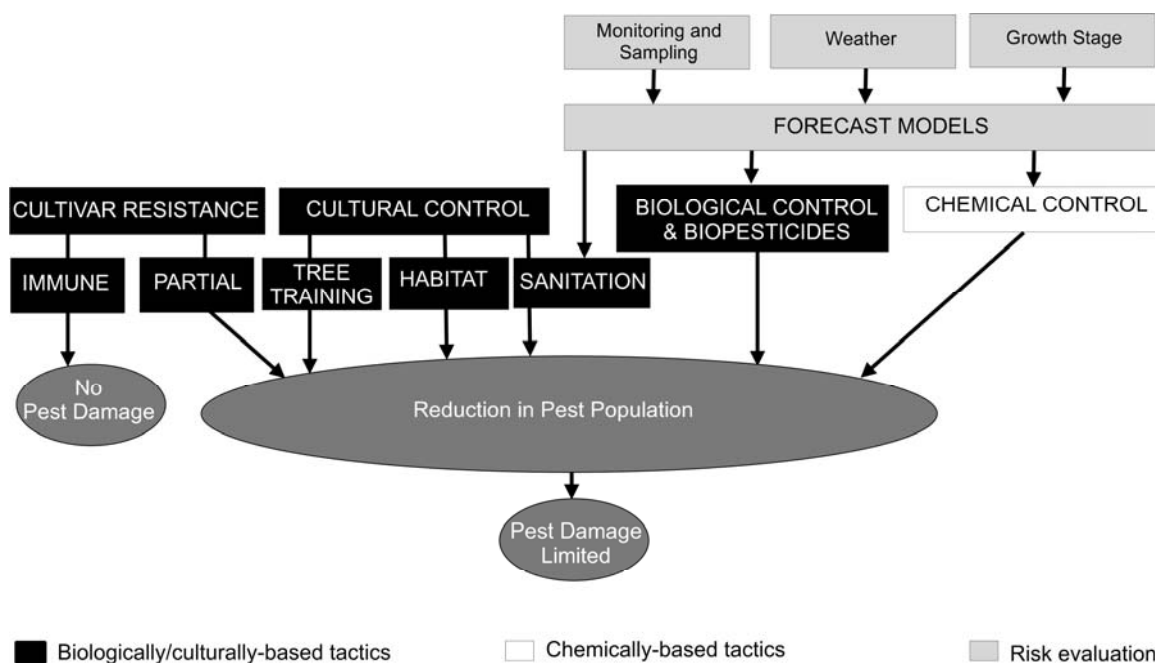 Monitoring and
Sampling
Weather
Growth Stage
FORECAST MODELS
CULTIVAR RESISTANCE
CULTURAL CONTROL
BIOLOGICAL CONTROL
& BIOPESTICIDES
CHEMICAL CONTROL
IMMUNE
PARTIAL
TREE
TRAINING
HABITAT
SANITATION
No
Pest Damage
Reduction in Pest Population
Pest Damage
Limited
Biologically/culturally-based tactics
Chemically-based tactics
Risk evaluation